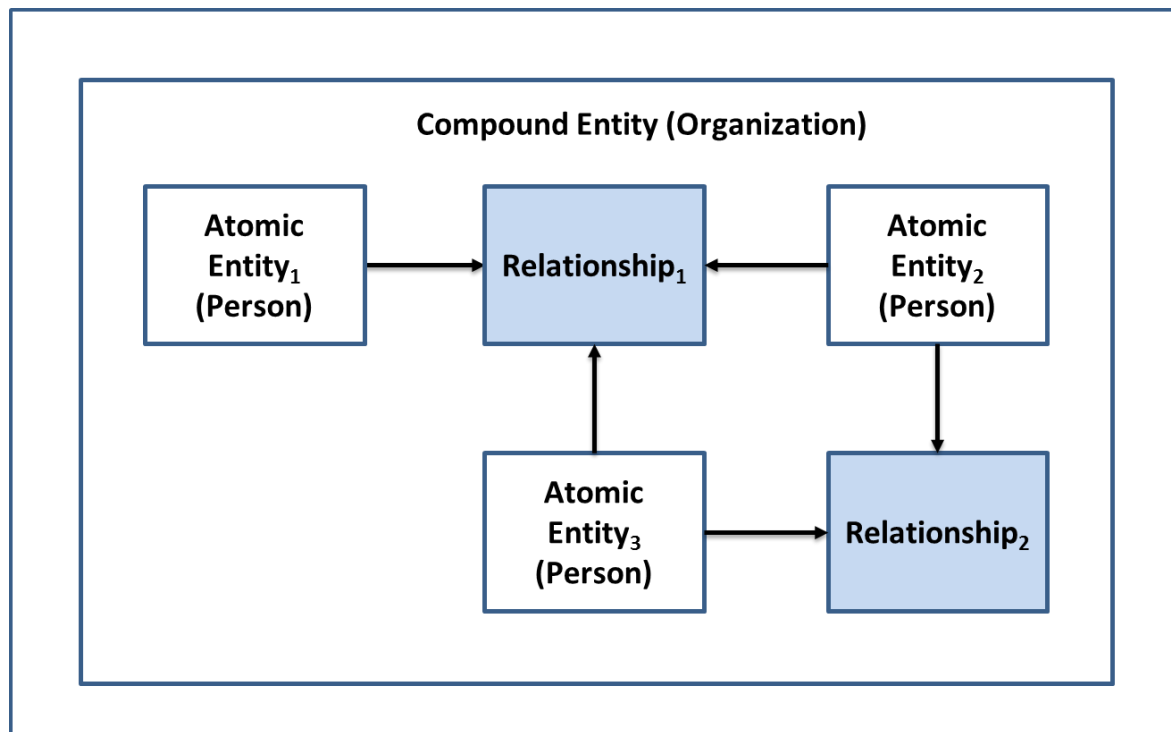 Compound Entity (Organization)
Atomic
Entity₁
(Person)
Relationship₁
Atomic
Entity₂
(Person)
Atomic
Entity₃
(Person)
Relationship₂